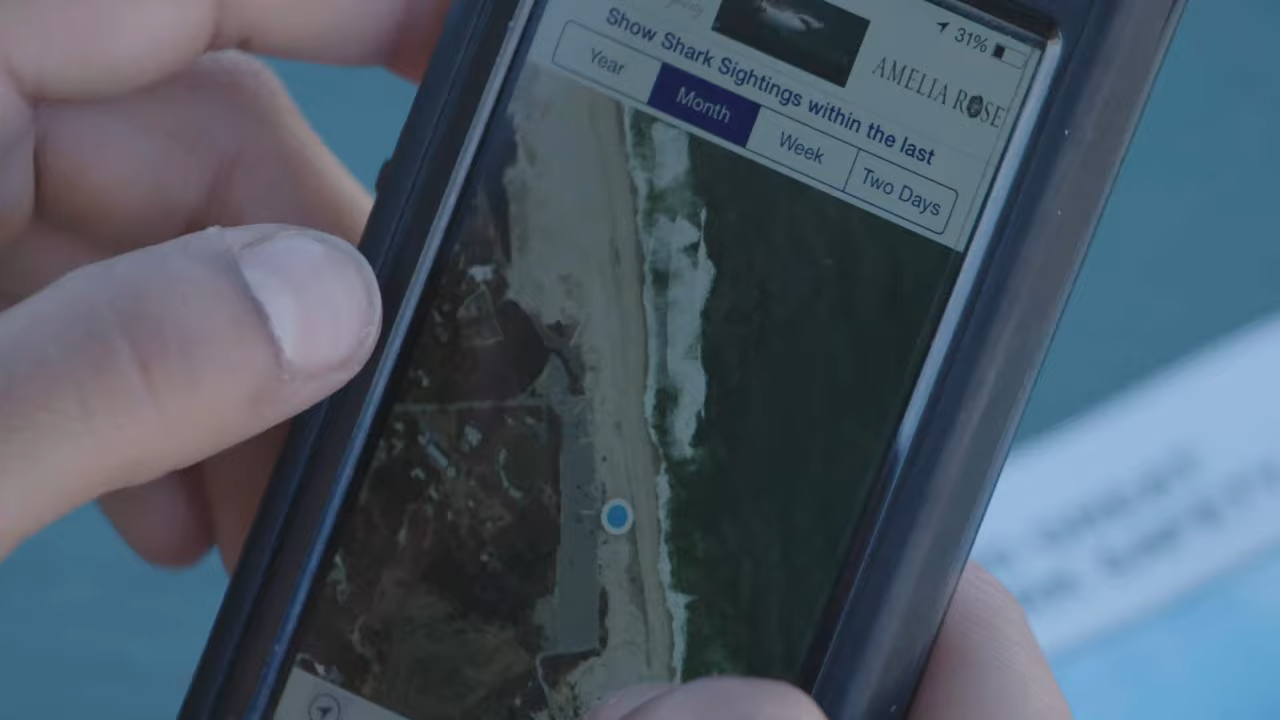 31%
AMELIA ROSE
Show Shark Sightings within the last
Year Month Week Two Days